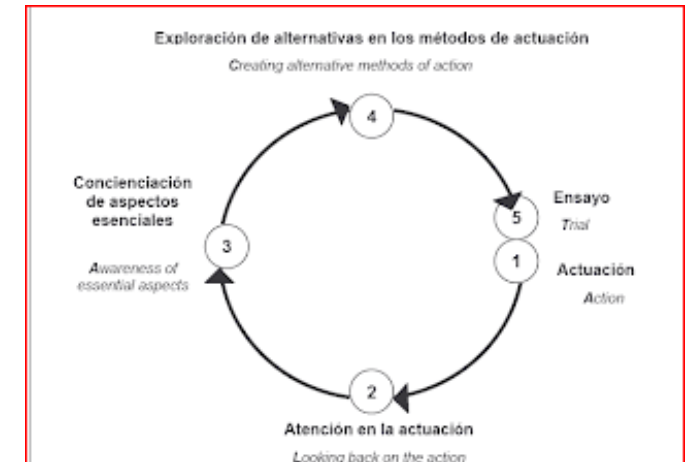 Exploración de alternativas en los métodos de actuación
Creating alternative methods of action
4
Concienciación
de aspectos
esenciales
Awareness of
essential aspects
3
5
Ensayo
Trial
1
Actuación
Action
2
Atención en la actuación
Looking back on the action